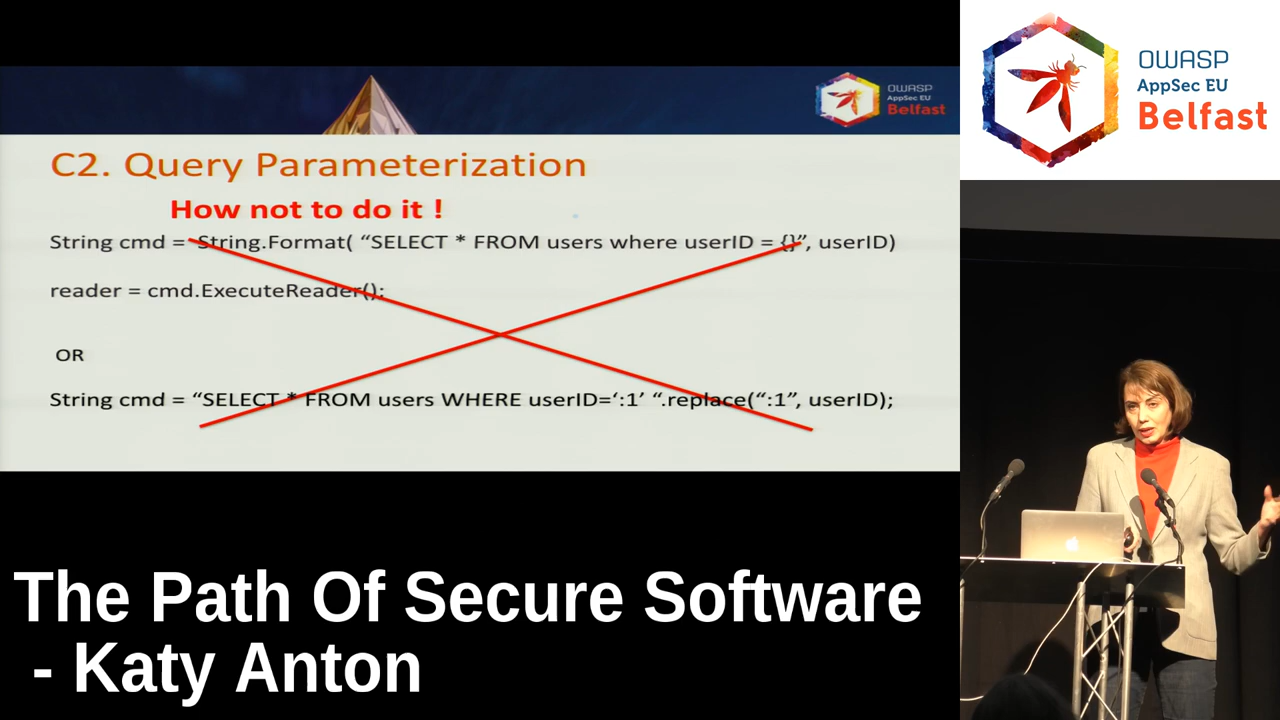 OWASP
AppSec EU
Belfast
C2. Query Parameterization
How not to do it !
String cmd = String.Format( “SELECT * FROM users where userID = {}”, userID)
reader = cmd.ExecuteReader();
OR
String cmd = “SELECT * FROM users WHERE userID=‘:1’ “.replace(“:1”, userID);
The Path Of Secure Software
- Katy Anton
OWASP
AppSec EU
Belfast